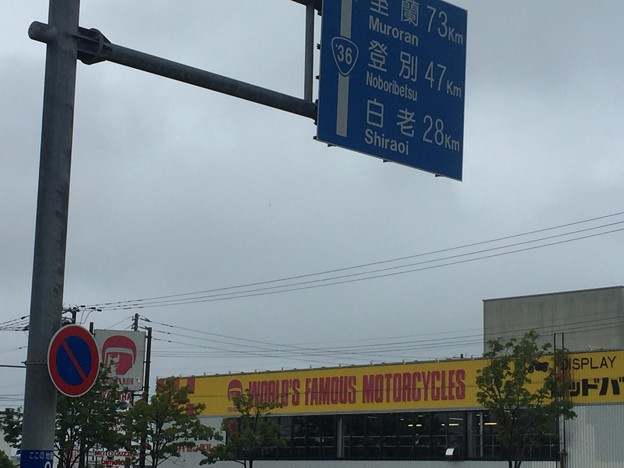 室蘭 73Km
Muroran
36
登別 47Km
Noboribetsu
白老 28Km
Shiraoi
WORLD'S FAMOUS MOTORCYCLES
DISPLAY
ッドバ